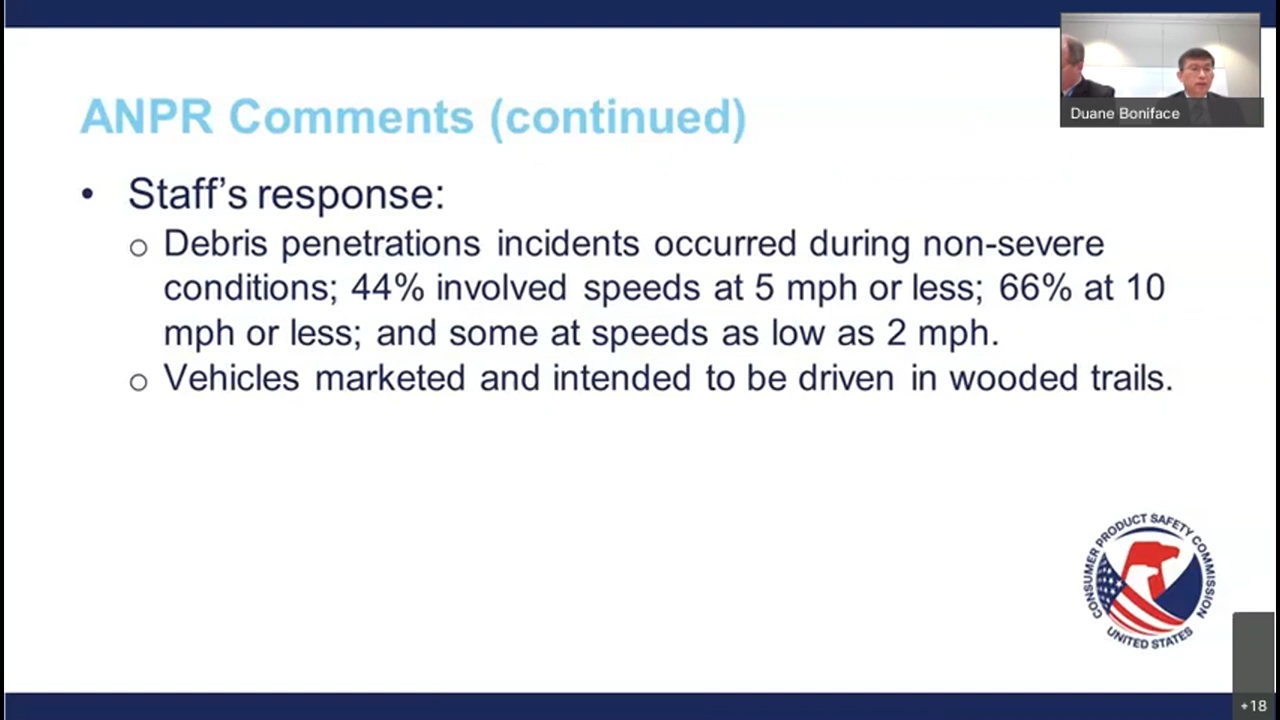 ANPR Comments (continued)
Duane Boniface
• Staff's response:
o Debris penetrations incidents occurred during non-severe
conditions; 44% involved speeds at 5 mph or less; 66% at 10
mph or less; and some at speeds as low as 2 mph.
o Vehicles marketed and intended to be driven in wooded trails.
CONSUMER PRODUCT SAFETY COMMISSION
UNITED STATES
+18